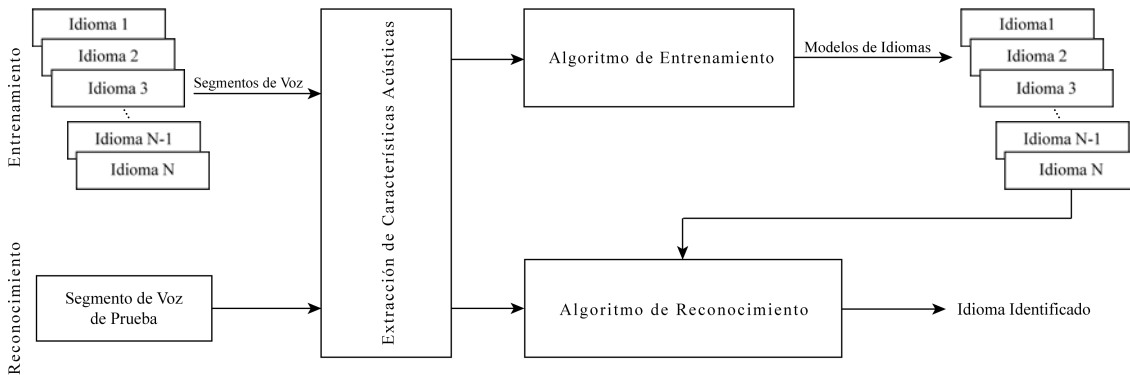 Entrenamiento
Idioma 1
Idioma 2
Idioma 3
Idioma N-1
Idioma N
Segmentos de Voz
Extracción de Características Acústicas
Algoritmo de Entrenamiento
Modelos de Idiomas
Idioma1
Idioma 2
Idioma 3
Idioma N-1
Idioma N
Reconocimiento
Segmento de Voz
de Prueba
Algoritmo de Reconocimiento
Idioma Identificado